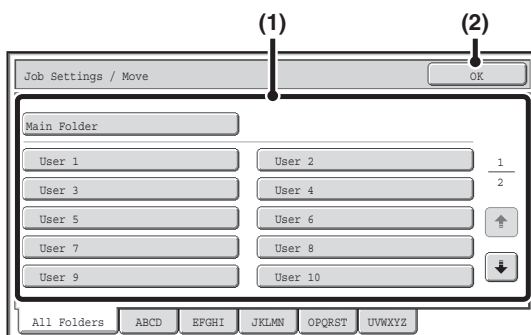 (1) (2)
Job Settings / Move OK
Main Folder
User 1 User 2 1
User 3 User 4 2
User 5 User 6
User 7 User 8
User 9 User 10
All Folders ABCD EFGHI JKLMN OPQRST UVWXYZ